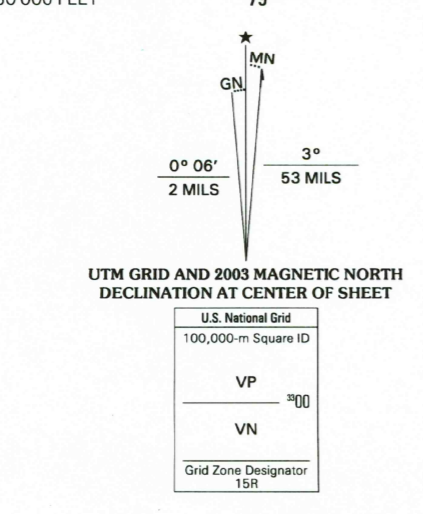 75
★
MN
GN
0° 06′
3°
2 MILS
53 MILS
UTM GRID AND 2003 MAGNETIC NORTH
DECLINATION AT CENTER OF SHEET
U.S. National Grid
100,000-m Square ID
VP
³³00
VN
Grid Zone Designator
15R